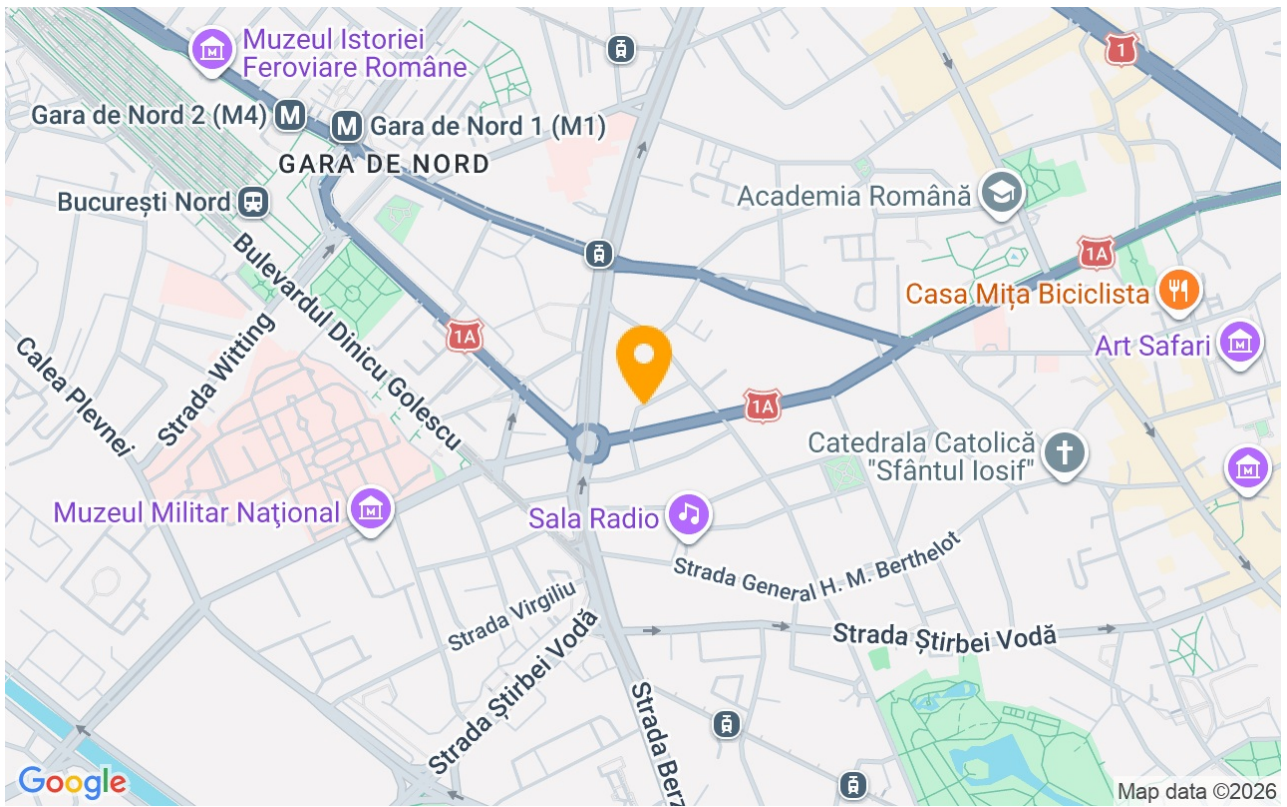 Muzeul Istoriei
Feroviare Române
1
Gara de Nord 2 (M4)
M
M
Gara de Nord 1 (M1)
GARA DE NORD
București Nord
Academia Română
1A
Casa Mița Biciclista
Bulevardul Dinicu Golescu
Strada Witting
1A
Art Safari
Calea Plevnei
1A
Catedrala Catolică
"Sfântul Iosif"
Muzeul Militar Naţional
Sala Radio
Strada General H. M. Berthelot
Strada Virgiliu
Strada Știrbei Vodă
Strada Știrbei Vodă
Strada Berz
Google
Map data ©2026